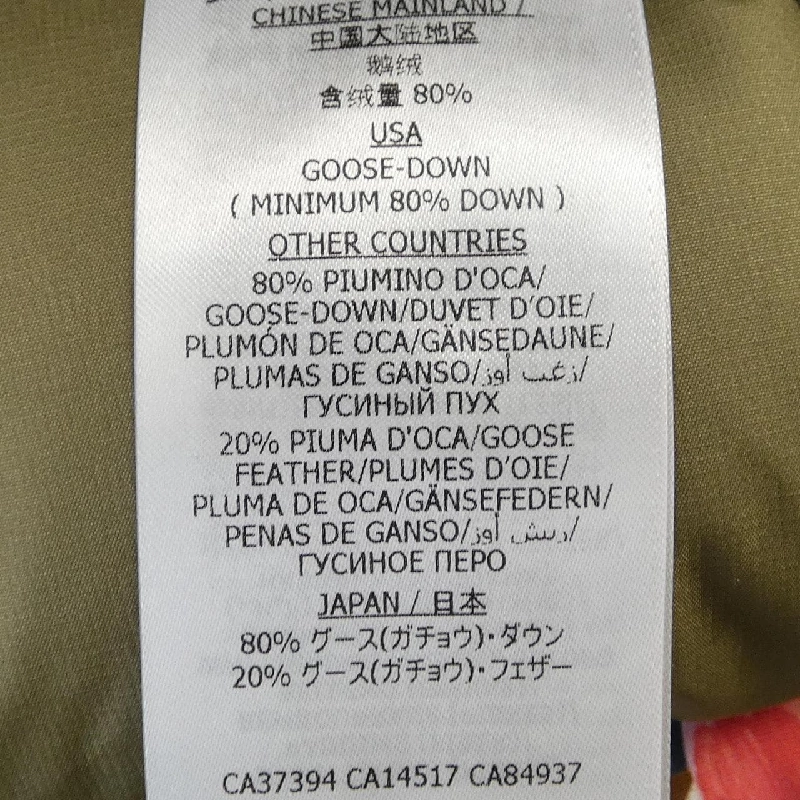 CHINESE MAINLAND /
中国大陆地区
鹅绒
含绒量 80%
USA
GOOSE-DOWN
( MINIMUM 80% DOWN )
OTHER COUNTRIES
80% PIUMINO D'OCA/
GOOSE-DOWN/DUVET D'OIE/
PLUMÓN DE OCA/GÄNSEDAUNE/
PLUMAS DE GANSO/زغب أوز/
ГУСИНЫЙ ПУХ
20% PIUMA D'OCA/GOOSE
FEATHER/PLUMES D'OIE/
PLUMA DE OCA/GÄNSEFEDERN/
PENAS DE GANSO/ريش أوز/
ГУСИНОЕ ПЕРО
JAPAN / 日本
80% グース(ガチョウ)・ダウン
20% グース(ガチョウ)・フェザー
CA37394 CA14517 CA84937